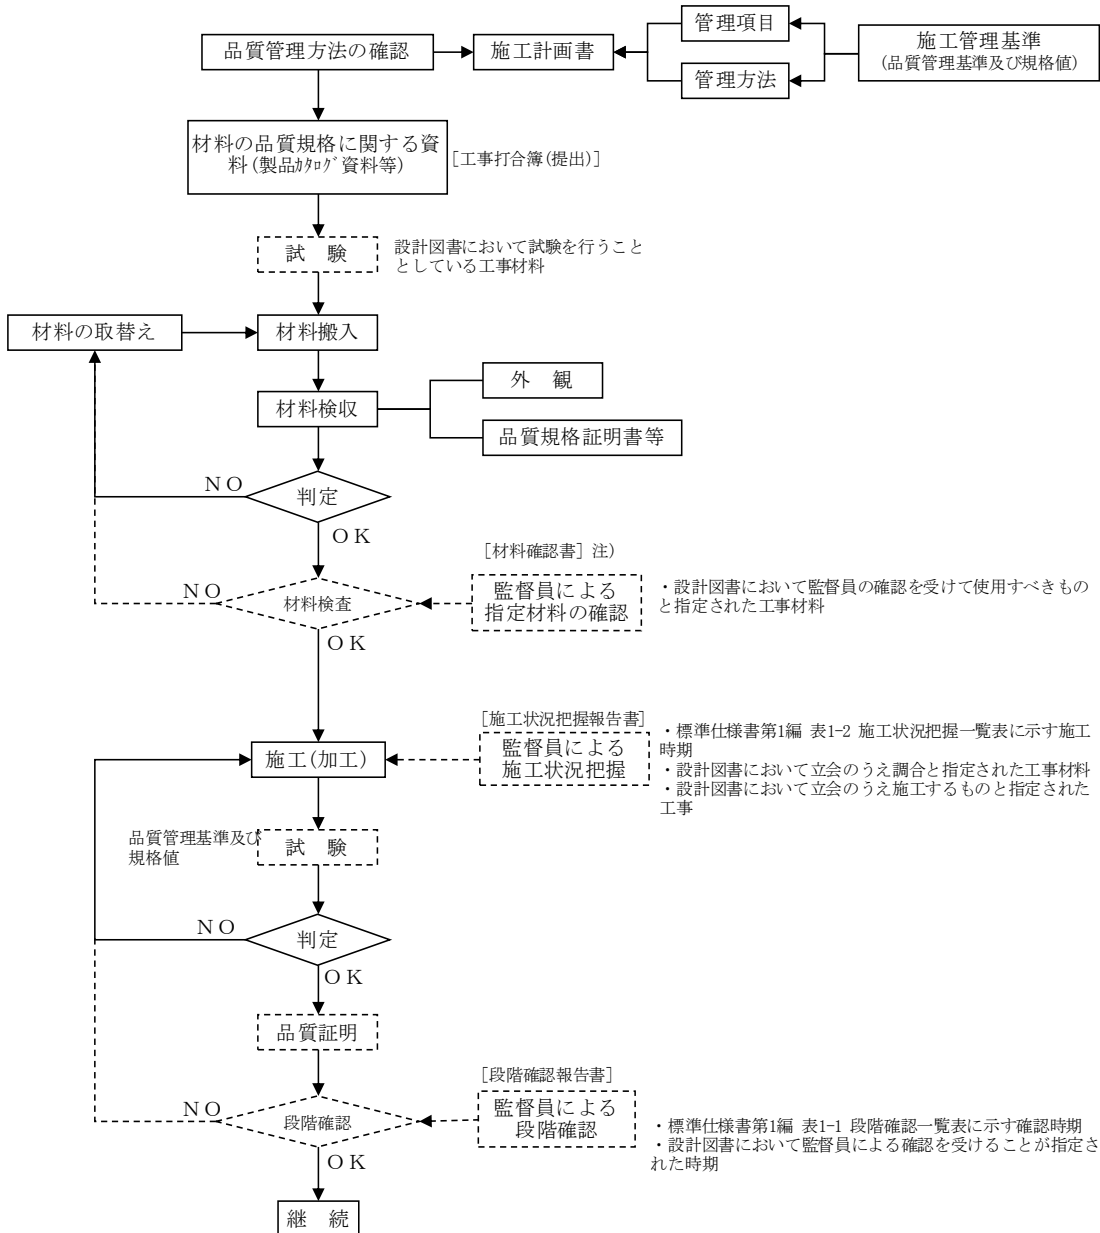 管理項目
品質管理方法の確認
施工計画書
施工管理基準
(品質管理基準及び規格値)
管理方法
材料の品質規格に関する資
料(製品ｶﾀﾛｸﾞ資料等)
[工事打合簿(提出)]
試　験
設計図書において試験を行うこと
としている工事材料
材料の取替え
材料搬入
外　観
材料検収
品質規格証明書等
ＮＯ
判定
ＯＫ
[材料確認書] 注)
ＮＯ
材料検査
監督員による
指定材料の確認
・設計図書において監督員の確認を受けて使用すべきもの
と指定された工事材料
ＯＫ
[施工状況把握報告書]
施工(加工)
監督員による
施工状況把握
・標準仕様書第1編 表1-2 施工状況把握一覧表に示す施工
時期
・設計図書において立会のうえ調合と指定された工事材料
・設計図書において立会のうえ施工するものと指定された
工事
品質管理基準及び
規格値
試　験
ＮＯ
判定
ＯＫ
品質証明
[段階確認報告書]
ＮＯ
段階確認
監督員による
段階確認
・標準仕様書第1編 表1-1 段階確認一覧表に示す確認時期
・設計図書において監督員による確認を受けることが指定さ
れた時期
ＯＫ
継　続